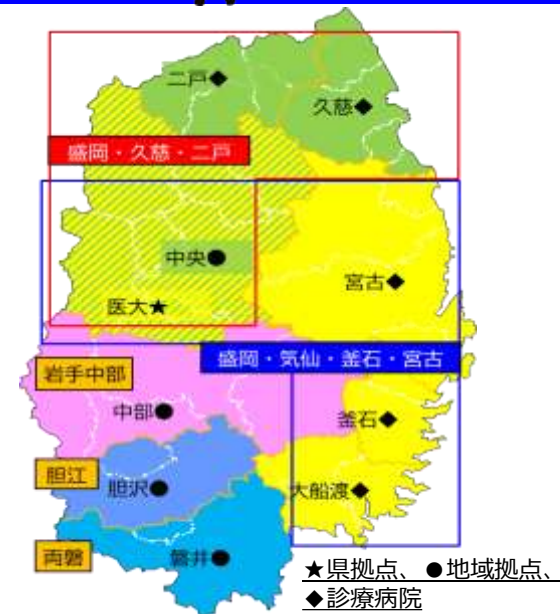 二戸◆
久慈◆
盛岡・久慈・二戸
中央●
宮古◆
医大★
盛岡・気仙・釜石・宮古
岩手中部
中部●
釜石◆
胆江
胆沢●
大船渡◆
両磐
磐井●
★県拠点、●地域拠点、
◆診療病院